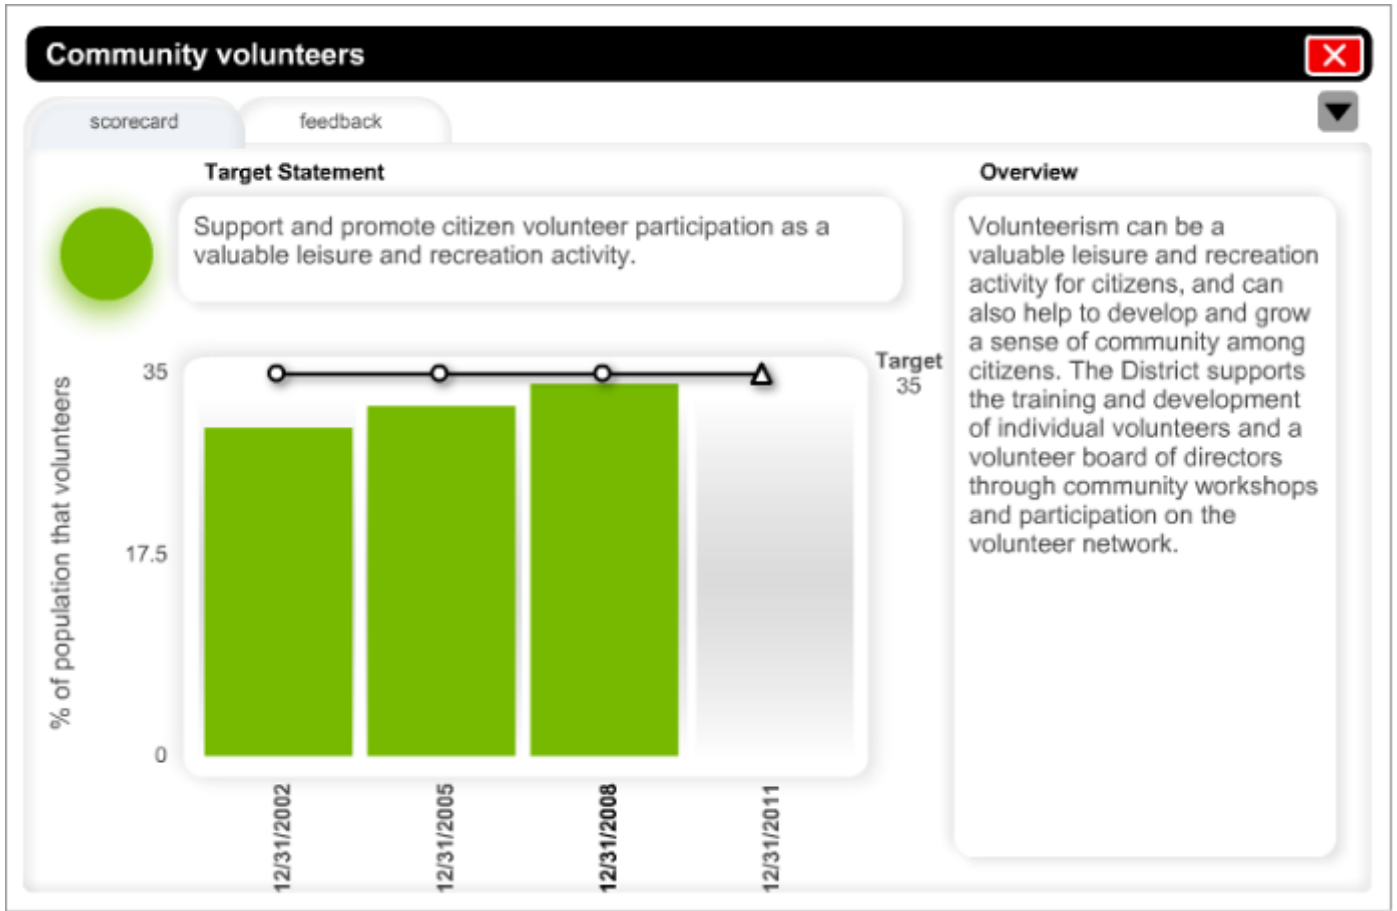 Community volunteers
scorecard
feedback
Target Statement
Support and promote citizen volunteer participation as a
valuable leisure and recreation activity.
% of population that volunteers
35
17.5
0
Target
35
12/31/2002
12/31/2005
12/31/2008
12/31/2011
Overview
Volunteerism can be a
valuable leisure and recreation
activity for citizens, and can
also help to develop and grow
a sense of community among
citizens. The District supports
the training and development
of individual volunteers and a
volunteer board of directors
through community workshops
and participation on the
volunteer network.